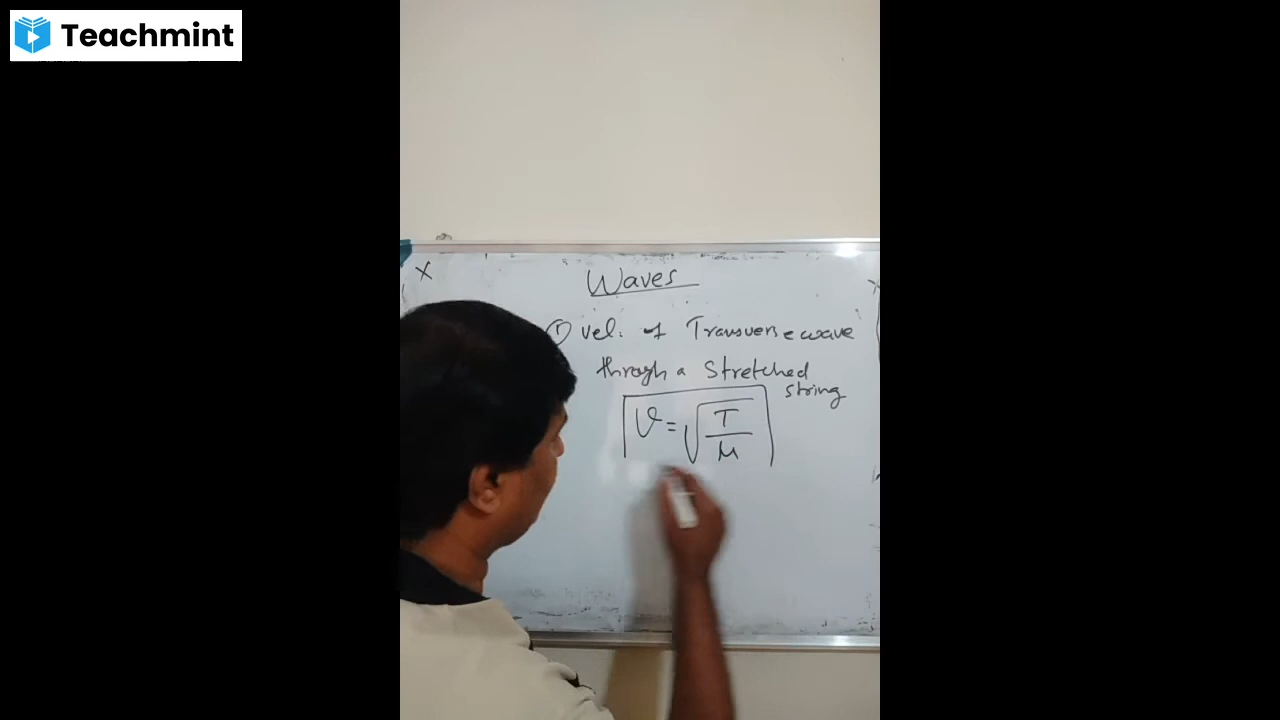 Teachmint
X
Waves
① vel. of Transverse wave
through a Stretched
string
v = √T/μ